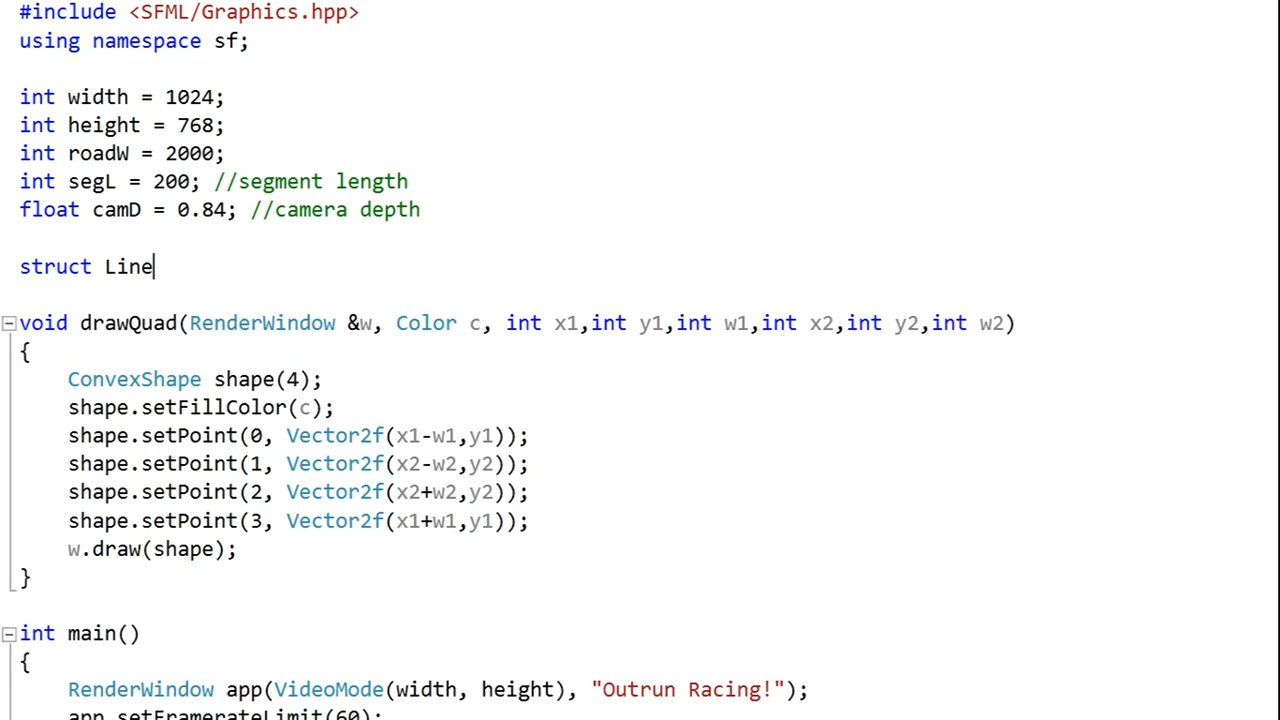 #include <SFML/Graphics.hpp>
using namespace sf;
int width = 1024;
int height = 768;
int roadW = 2000;
int segL = 200; //segment length
float camD = 0.84; //camera depth
struct Line
void drawQuad(RenderWindow &w, Color c, int x1,int y1,int w1,int x2,int y2,int w2)
{
ConvexShape shape(4);
shape.setFillColor(c);
shape.setPoint(0, Vector2f(x1-w1,y1));
shape.setPoint(1, Vector2f(x2-w2,y2));
shape.setPoint(2, Vector2f(x2+w2,y2));
shape.setPoint(3, Vector2f(x1+w1,y1));
w.draw(shape);
}
int main()
{
RenderWindow app(VideoMode(width, height), "Outrun Racing!");
app.setFramerateLimit(60);